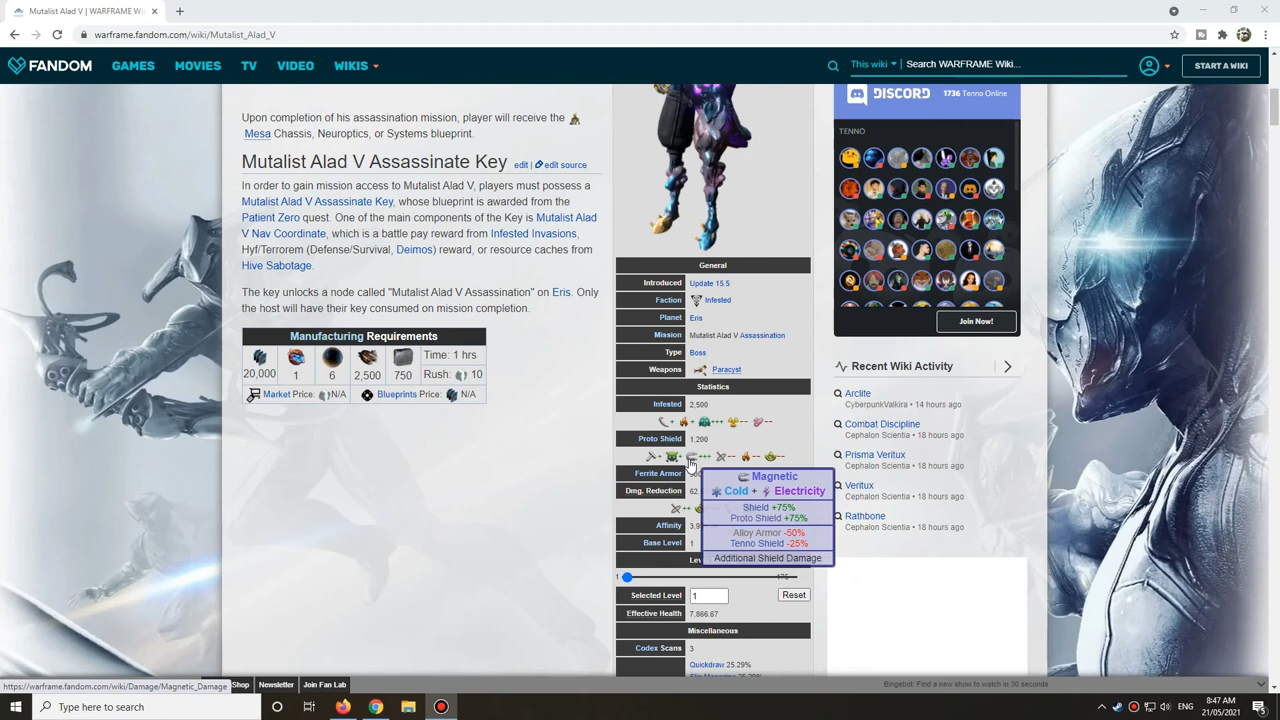 Mutalist Alad V | WARFRAME Wiki
warframe.fandom.com/wiki/Mutalist_Alad_V
FANDOM
GAMES
MOVIES
TV
VIDEO
WIKIS
This wiki
Search WARFRAME Wiki...
START A WIKI
Upon completion of his assassination mission, player will receive the
Mesa Chassis, Neuroptics, or Systems blueprint.
Mutalist Alad V Assassinate Key edit | edit source
In order to gain mission access to Mutalist Alad V, players must possess a
Mutalist Alad V Assassinate Key, whose blueprint is awarded from the
Patient Zero quest. One of the main components of the Key is Mutalist Alad
V Nav Coordinate, which is a battle pay reward from Infested Invasions,
Hyf/Terrorem (Defense/Survival, Deimos) reward, or resource caches from
Hive Sabotage.
The key unlocks a node called "Mutalist Alad V Assassination" on Eris. Only
the host will have their key consumed on mission completion.
Manufacturing Requirements
20,000
1
6
2,500
750
Time: 1 hrs
Rush: 10
Market Price: N/A
Blueprints Price: N/A
General
Introduced Update 15.5
Faction Infested
Planet Eris
Mission Mutalist Alad V Assassination
Type Boss
Weapons Paracyst
Statistics
Infested 2,500
+ + +++ -- --
Proto Shield 1,200
+ + +++ -- -- --
Ferrite Armor
Dmg. Reduction 62.
++
Affinity
Base Level 1
Magnetic
Cold + Electricity
Shield +75%
Proto Shield +75%
Alloy Armor -50%
Tenno Shield -25%
Additional Shield Damage
1
Selected Level 1 Reset
Effective Health 7,866.67
Miscellaneous
Codex Scans 3
Quickdraw 25.29%
DISCORD
1736 Tenno Online
TENNO
Join Now!
Recent Wiki Activity
Arclite
CyberpunkValkira • 14 hours ago
Combat Discipline
Cephalon Scientia • 18 hours ago
Prisma Veritux
Cephalon Scientia • 18 hours ago
Veritux
Cephalon Scientia • 18 hours ago
Rathbone
Cephalon Scientia • 18 hours ago
https://warframe.fandom.com/wiki/Damage/Magnetic_Damage
Shop
Newsletter
Join Fan Lab
Bingebot: Find a new show to watch in 30 seconds
Type here to search
ENG
8:47 AM
21/05/2021
5